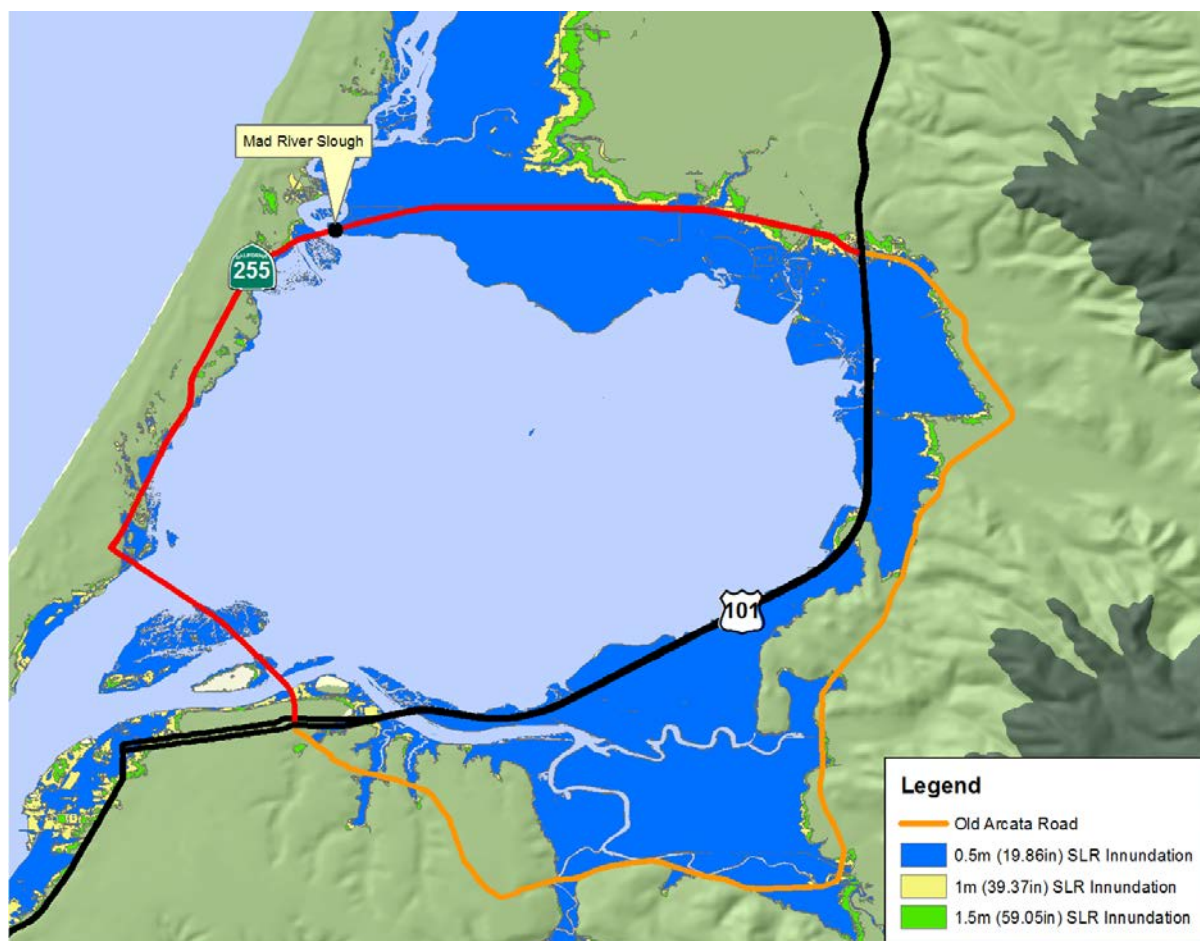 Mad River Slough
CALIFORNIA
255
101
Legend
Old Arcata Road
0.5m (19.86in) SLR Innundation
1m (39.37in) SLR Innundation
1.5m (59.05in) SLR Innundation